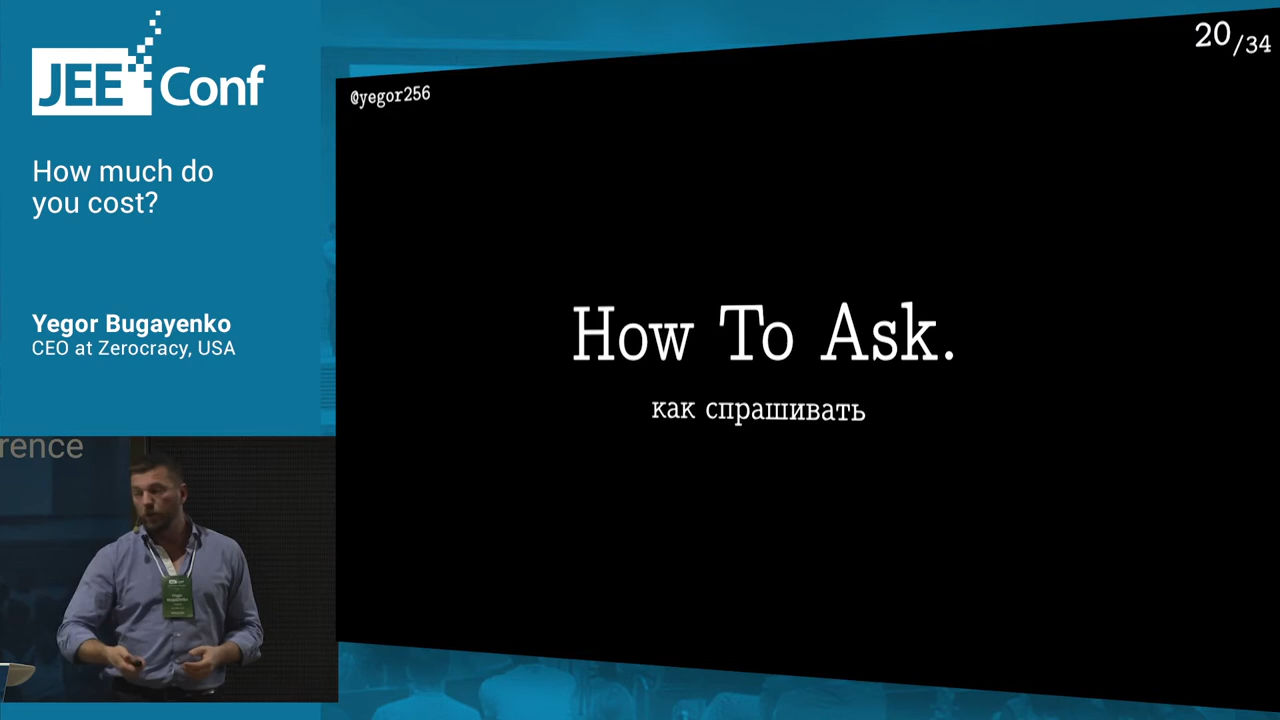 JEE Conf
How much do
you cost?
Yegor Bugayenko
CEO at Zerocracy, USA
rence
@yegor256
20/34
How To Ask.
как спрашивать